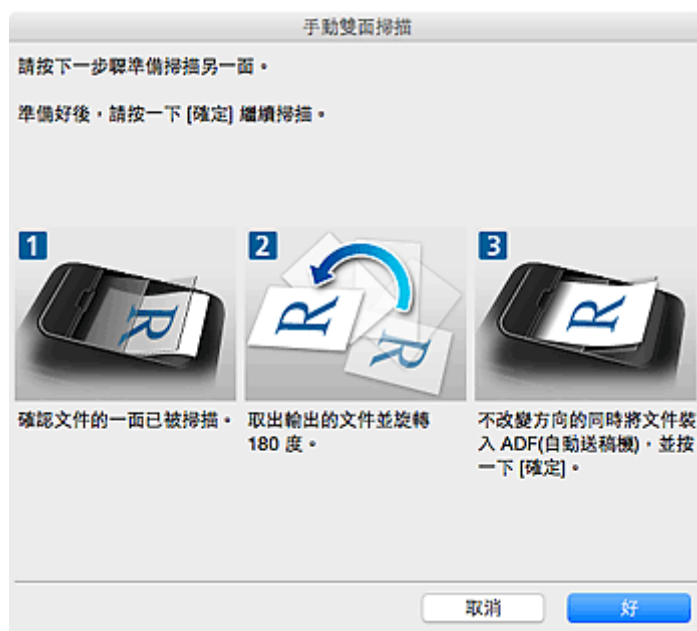 手動雙面掃描
請按下一步驟準備掃描另一面。
準備好後，請按一下 [確定] 繼續掃描。
1
2
3
R
R
R
R
確認文件的一面已被掃描。
取出輸出的文件並旋轉
180 度。
不改變方向的同時將文件裝
入 ADF(自動送稿機)，並按
一下 [確定]。
取消
好